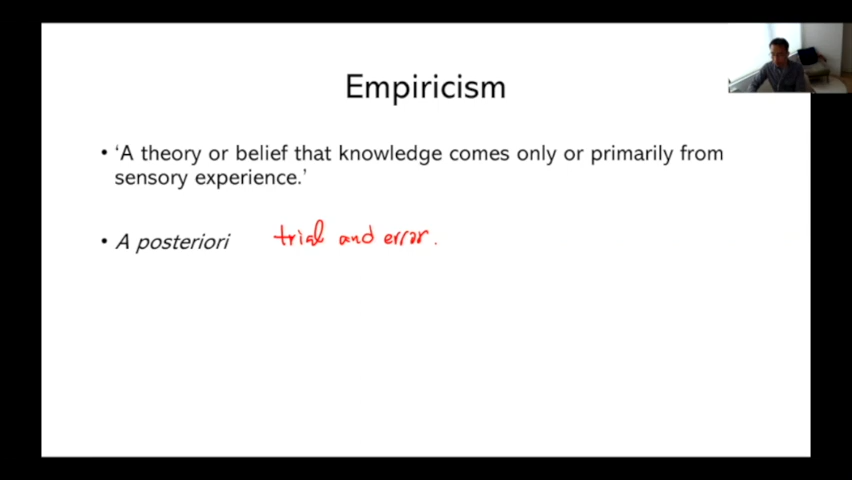 Empiricism
• ‘A theory or belief that knowledge comes only or primarily from
sensory experience.’
• A posteriori trial and error.